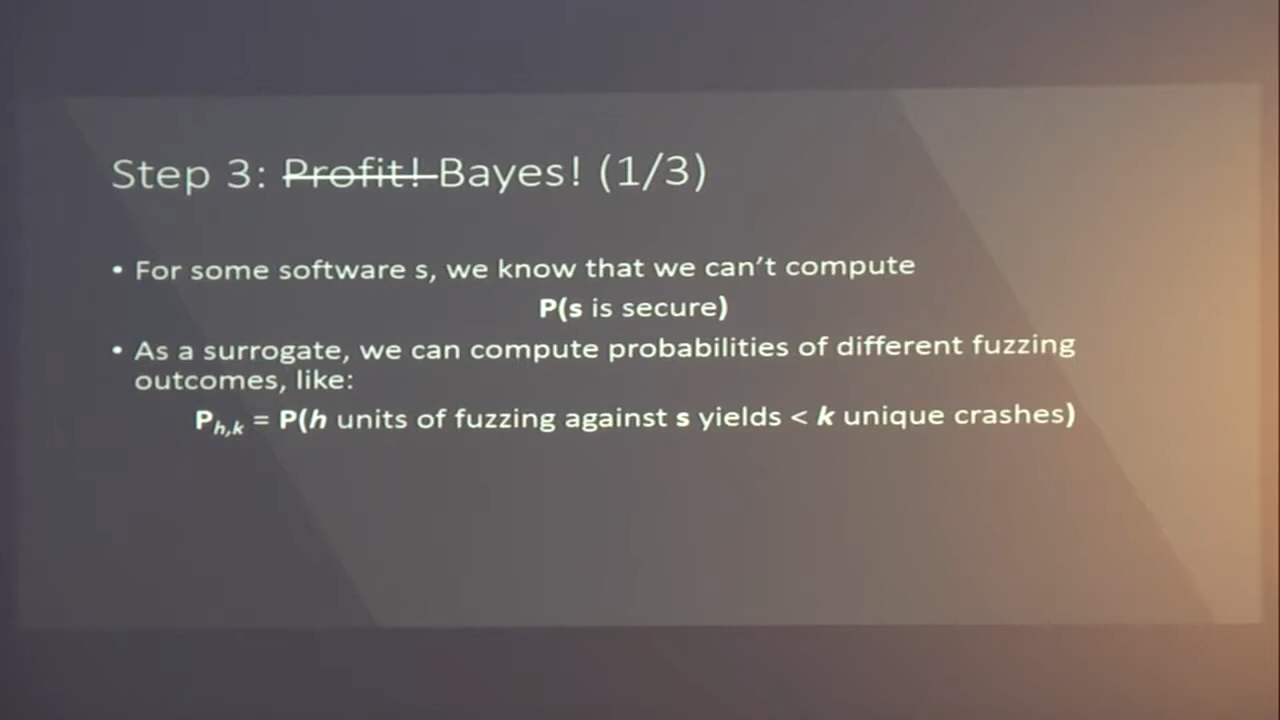 Step 3: Profit! Bayes! (1/3)
• For some software s, we know that we can't compute
P(s is secure)
• As a surrogate, we can compute probabilities of different fuzzing
outcomes, like:
Ph,k = P(h units of fuzzing against s yields < k unique crashes)